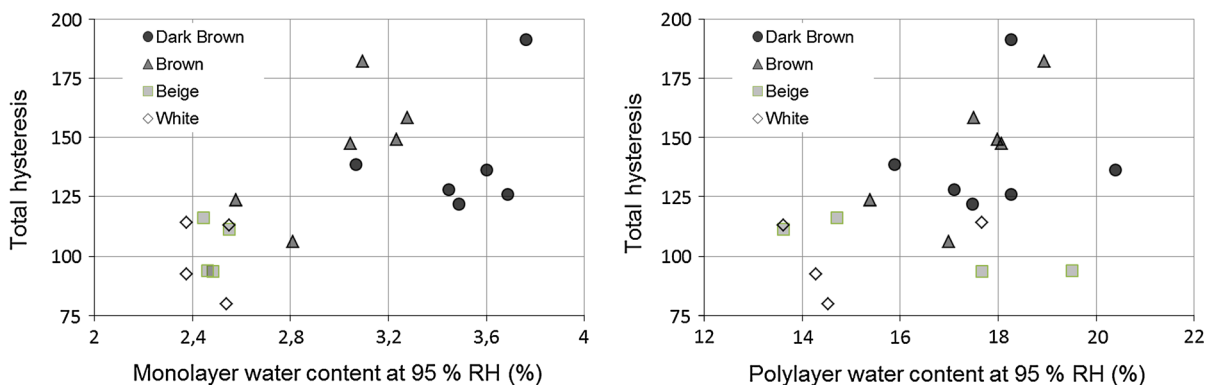 200
175
150
125
100
75
Total hysteresis
Dark Brown
Brown
Beige
White
2 2,4 2,8 3,2 3,6 4
Monolayer water content at 95 % RH (%)
200
175
150
125
100
75
Total hysteresis
Dark Brown
Brown
Beige
White
12 14 16 18 20 22
Polylayer water content at 95 % RH (%)